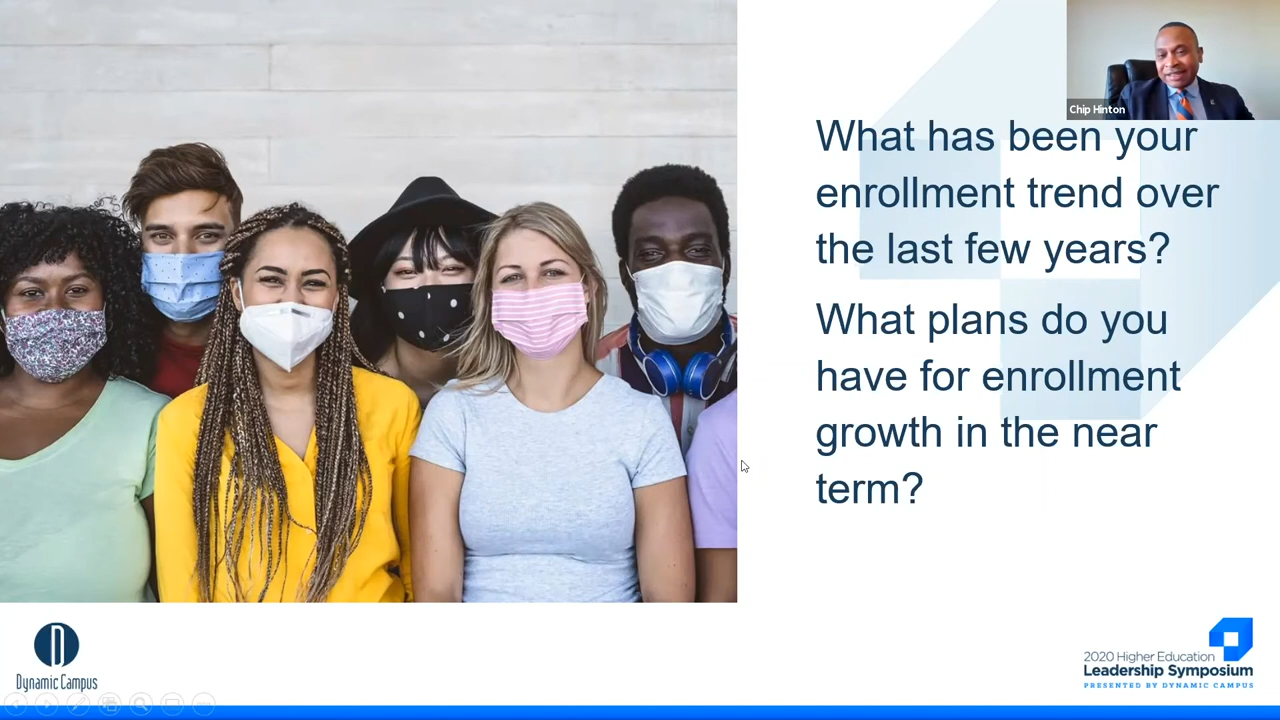 Chip Hinton
What has been your
enrollment trend over
the last few years?
What plans do you
have for enrollment
growth in the near
term?
D
Dynamic Campus
2020 Higher Education
Leadership Symposium
PRESENTED BY DYNAMIC CAMPUS